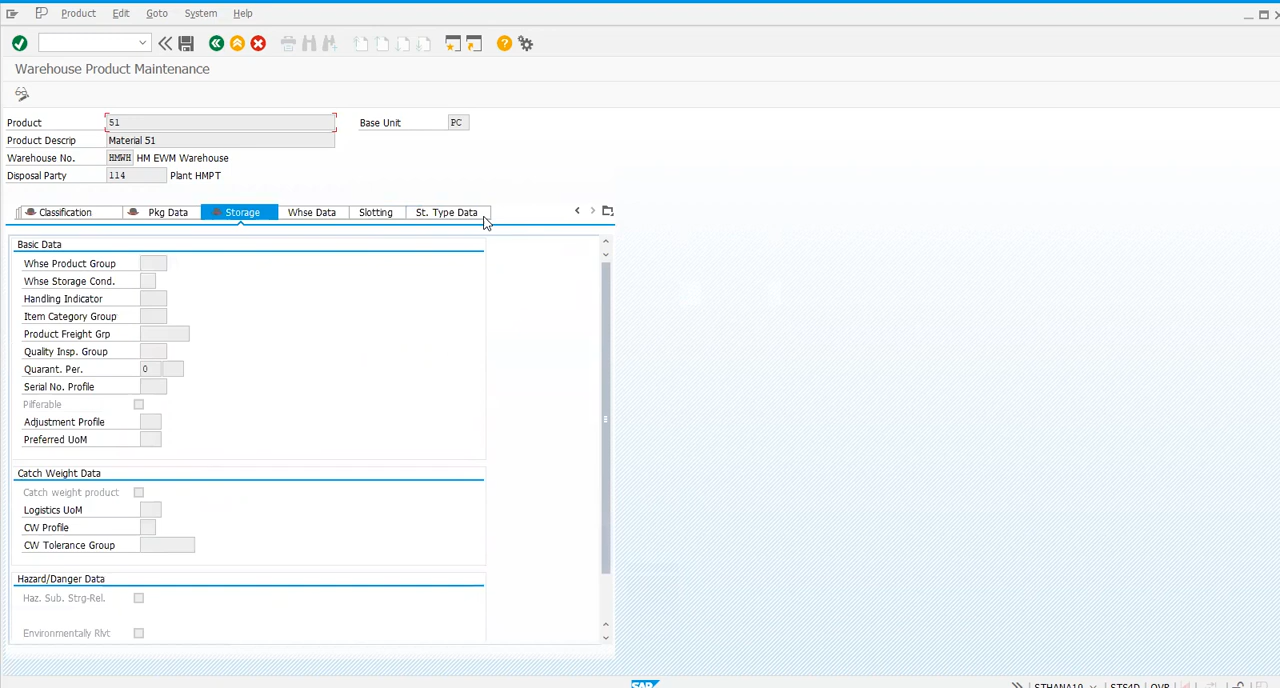 Product Edit Goto System Help
Warehouse Product Maintenance
Product 51 Base Unit PC
Product Descrip Material 51
Warehouse No. HMWH HM EWM Warehouse
Disposal Party 114 Plant HMPT
Classification Pkg Data Storage Whse Data Slotting St. Type Data
Basic Data
Whse Product Group
Whse Storage Cond.
Handling Indicator
Item Category Group
Product Freight Grp
Quality Insp. Group
Quarant. Per. 0
Serial No. Profile
Pilferable
Adjustment Profile
Preferred UoM
Catch Weight Data
Catch weight product
Logistics UoM
CW Profile
CW Tolerance Group
Hazard/Danger Data
Haz. Sub. Strg-Rel.
Environmentally Rlvt
SAP STHANA19 STS4D OVR